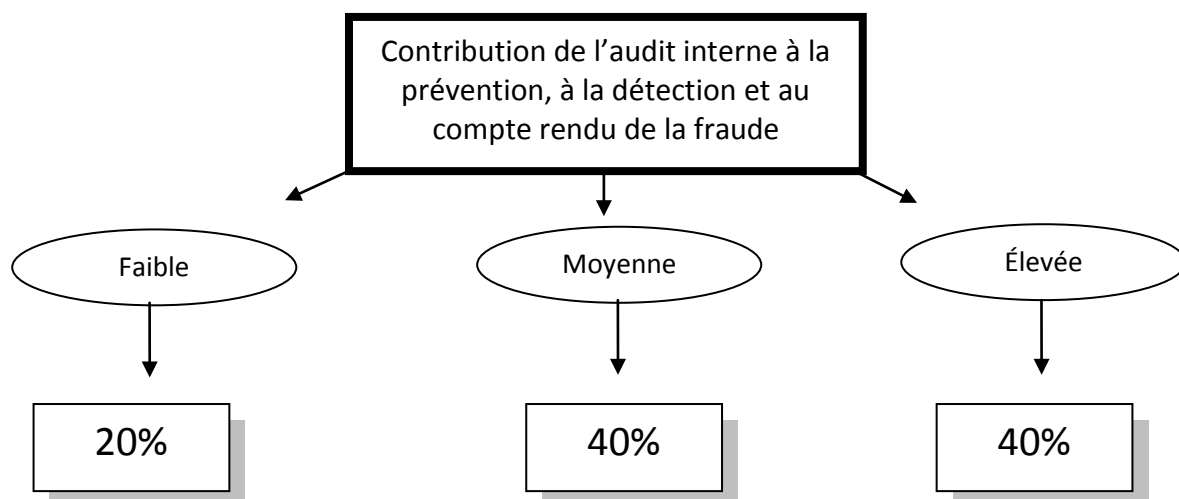 Contribution de l’audit interne à la
prévention, à la détection et au
compte rendu de la fraude
Faible
Moyenne
Élevée
20%
40%
40%